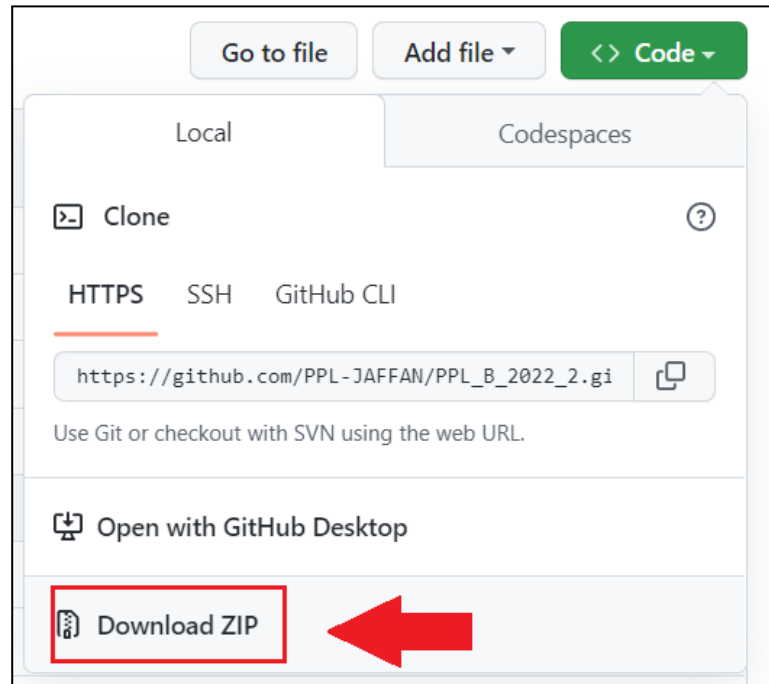 Go to file Add file <> Code
Local Codespaces
Clone
HTTPS SSH GitHub CLI
https://github.com/PPL-JAFFAN/PPL_B_2022_2.gi
Use Git or checkout with SVN using the web URL.
Open with GitHub Desktop
Download ZIP